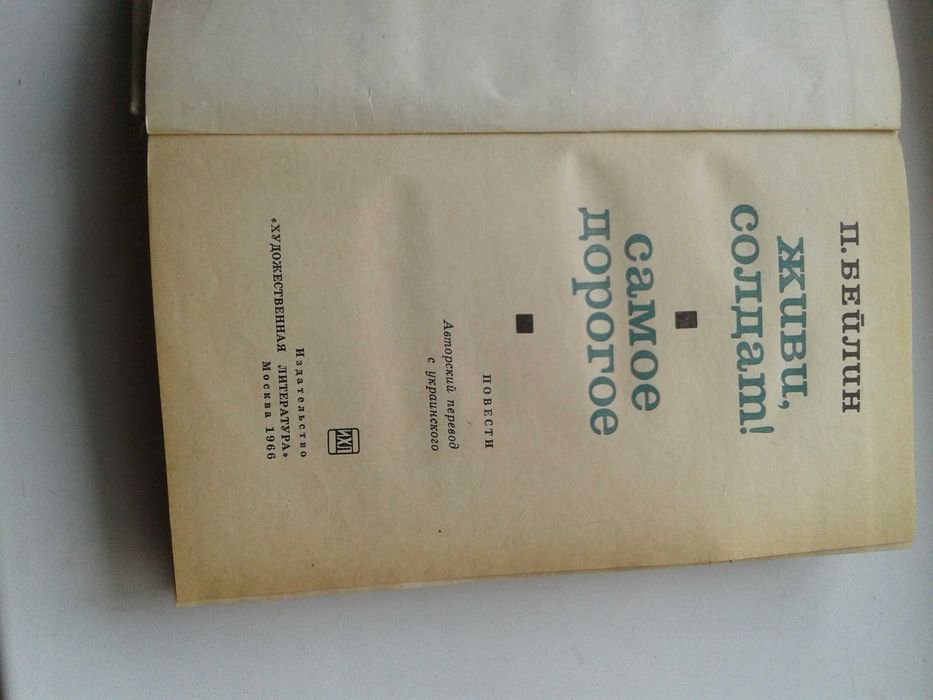 П. БЕЙЛИН
живи,
солдат!
самое
дорогое
ПОВЕСТИ
Авторский перевод
с украинского
ИХЛ
Издательство
«ХУДОЖЕСТВЕННАЯ ЛИТЕРАТУРА»
Москва 1966